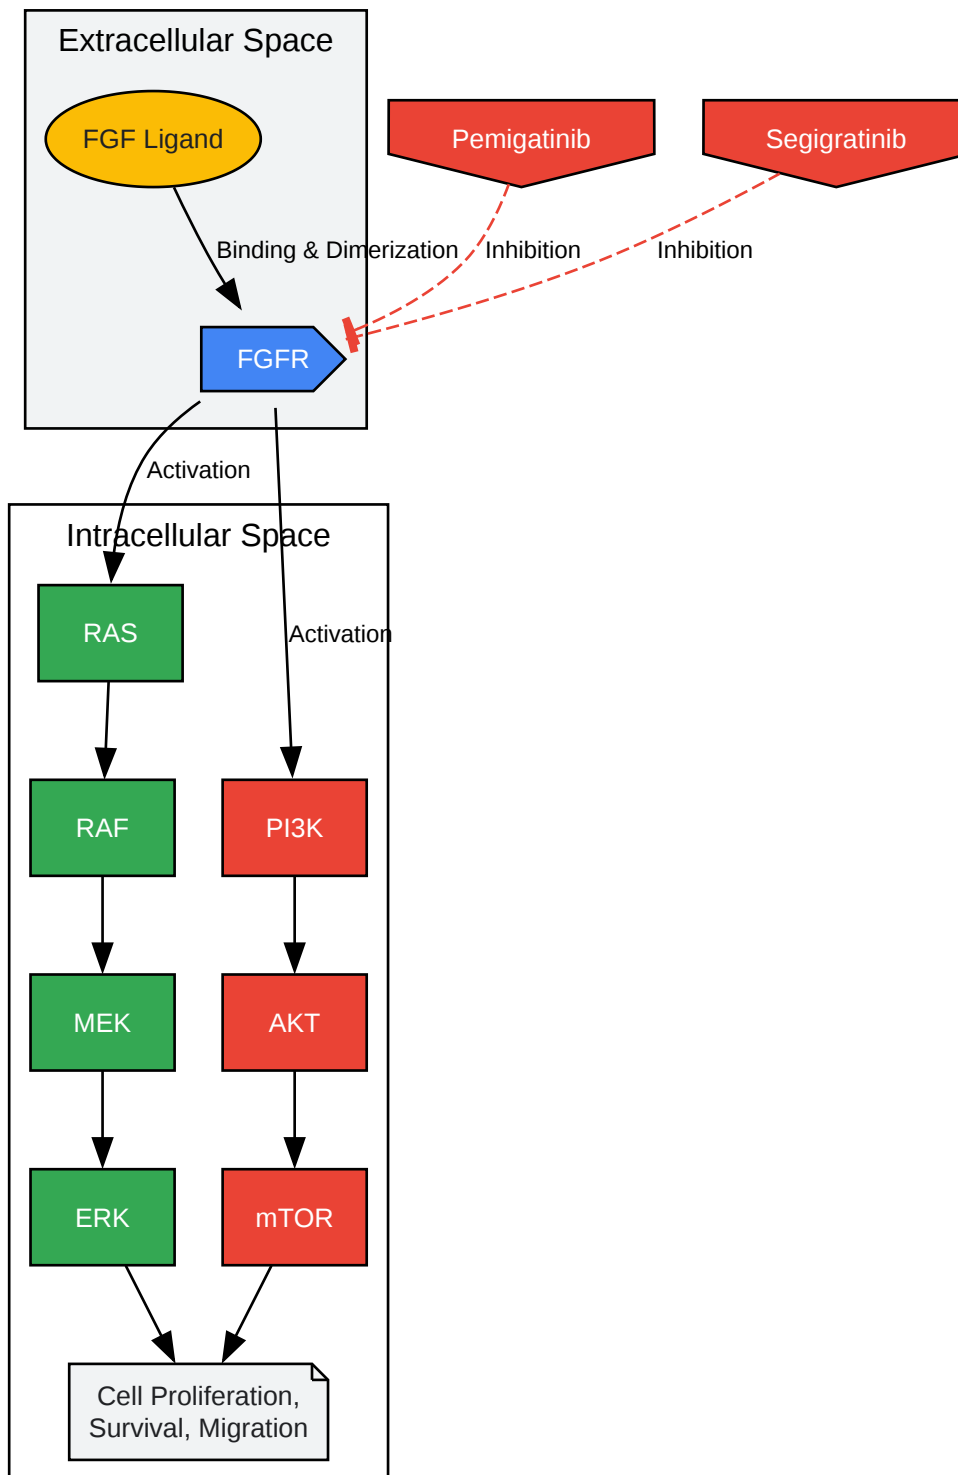 Extracellular Space
FGF Ligand
Pemigatinib
Segigratinib
Binding & Dimerization
Inhibition
Inhibition
FGFR
Activation
Intracellular Space
RAS
Activation
RAF
PI3K
MEK
AKT
ERK
mTOR
Cell Proliferation,
Survival, Migration